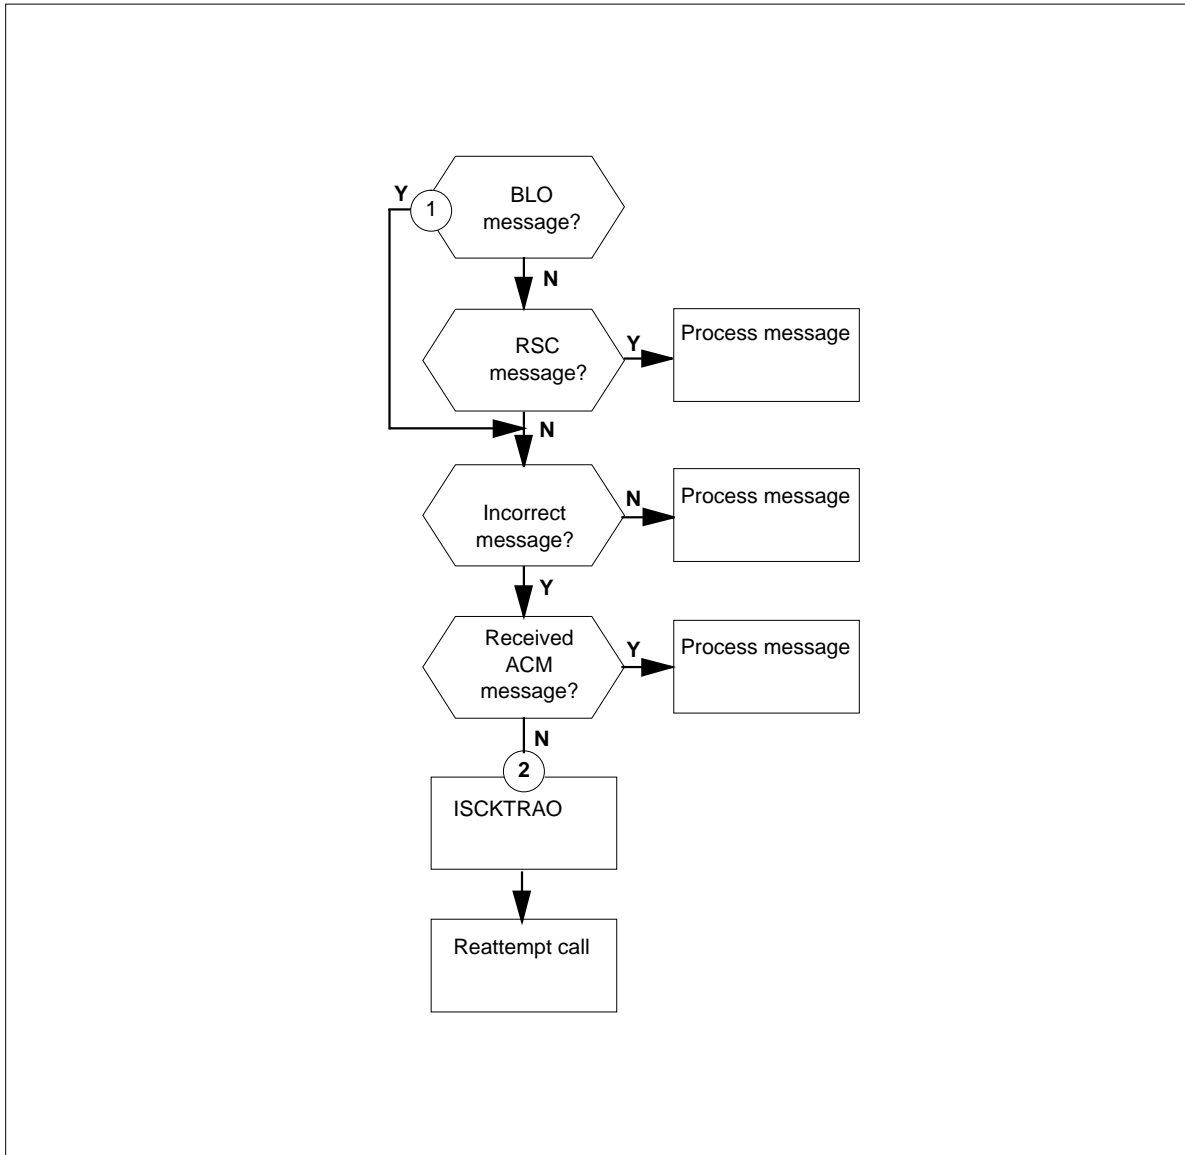 Y
1
BLO
message?
N
RSC
message?
Y
Process message
N
Incorrect
message?
N
Process message
Y
Received
ACM
message?
Y
Process message
N
2
ISCKTRAO
Reattempt call